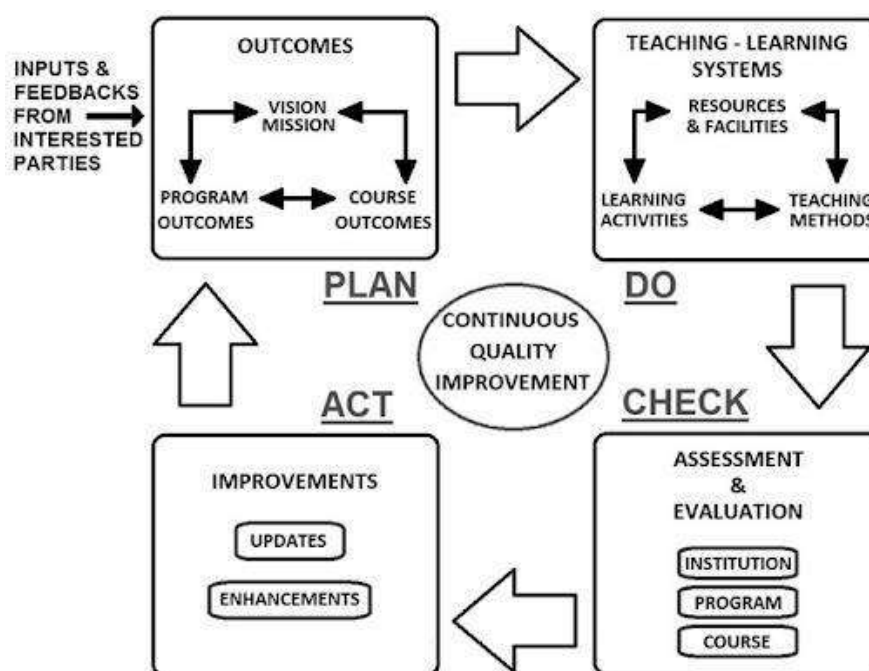 INPUTS &
FEEDBACKS
FROM
INTERESTED
PARTIES
OUTCOMES
VISION
MISSION
PROGRAM
OUTCOMES
COURSE
OUTCOMES
PLAN
TEACHING - LEARNING
SYSTEMS
RESOURCES
& FACILITIES
LEARNING
ACTIVITIES
TEACHING
METHODS
DO
CONTINUOUS
QUALITY
IMPROVEMENT
ACT
IMPROVEMENTS
UPDATES
ENHANCEMENTS
CHECK
ASSESSMENT
&
EVALUATION
INSTITUTION
PROGRAM
COURSE